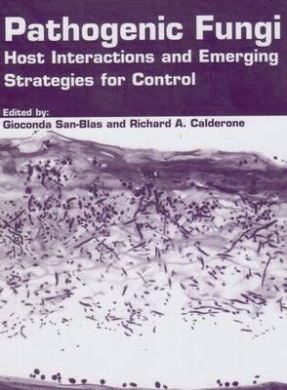 Pathogenic Fungi
Host Interactions and Emerging
Strategies for Control
Edited by:
Gioconda San-Blas and Richard A. Calderone